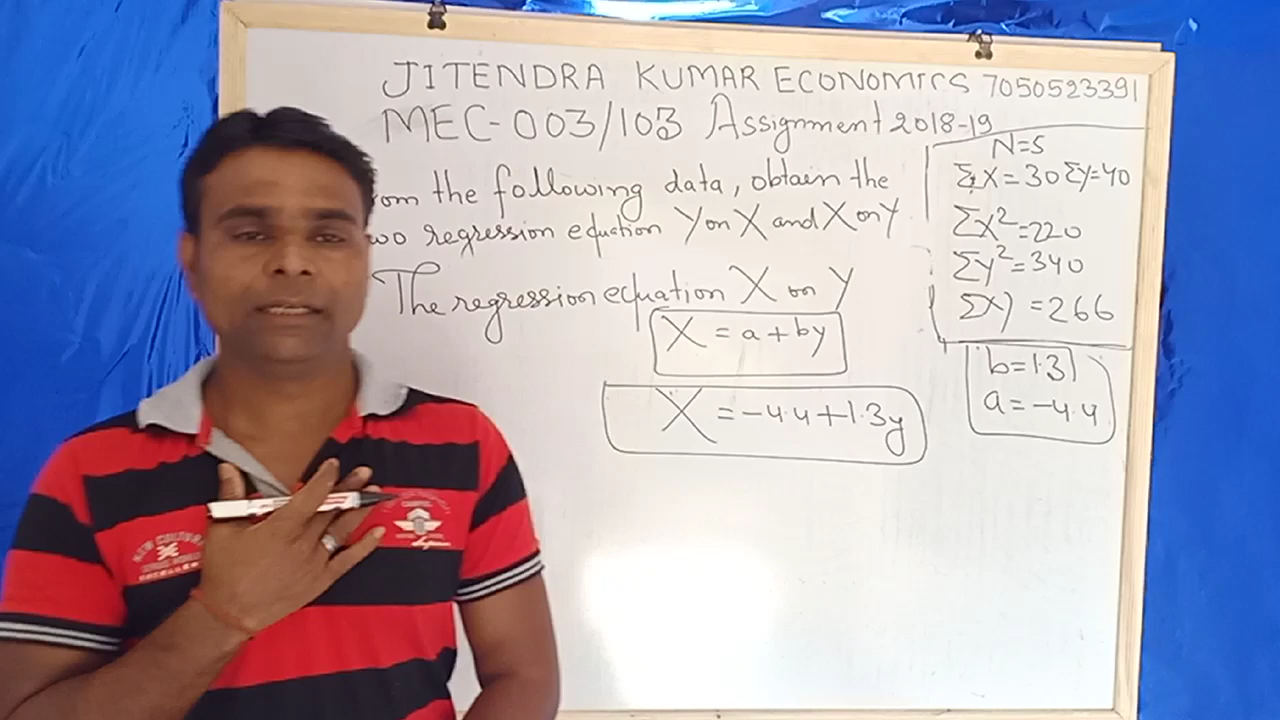 JITENDRA KUMAR ECONOMICS 7050523391
MEC-003/103 Assignment 2018-19
om the following data, obtain the
wo regression equation Y on X and X on Y
The regression equation X on Y
X = a + by
X = -4.4+1.3y
N=5
ΣX=30 Σy=40
ΣX²=220
Σy²=340
ΣXy=266
b=1.3
a=-4.4
NEW COLTURE